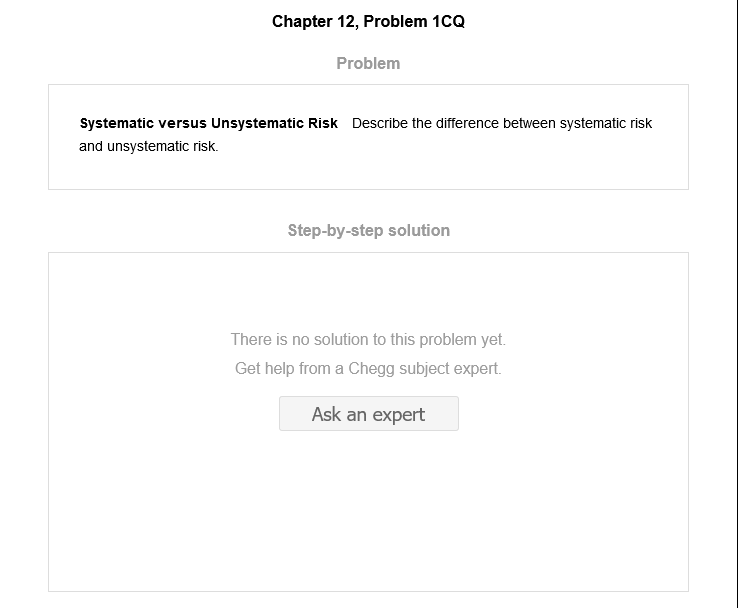 Chapter 12, Problem 1CQ
Problem
Systematic versus Unsystematic Risk Describe the difference between systematic risk
and unsystematic risk.
Step-by-step solution
There is no solution to this problem yet.
Get help from a Chegg subject expert.
Ask an expert